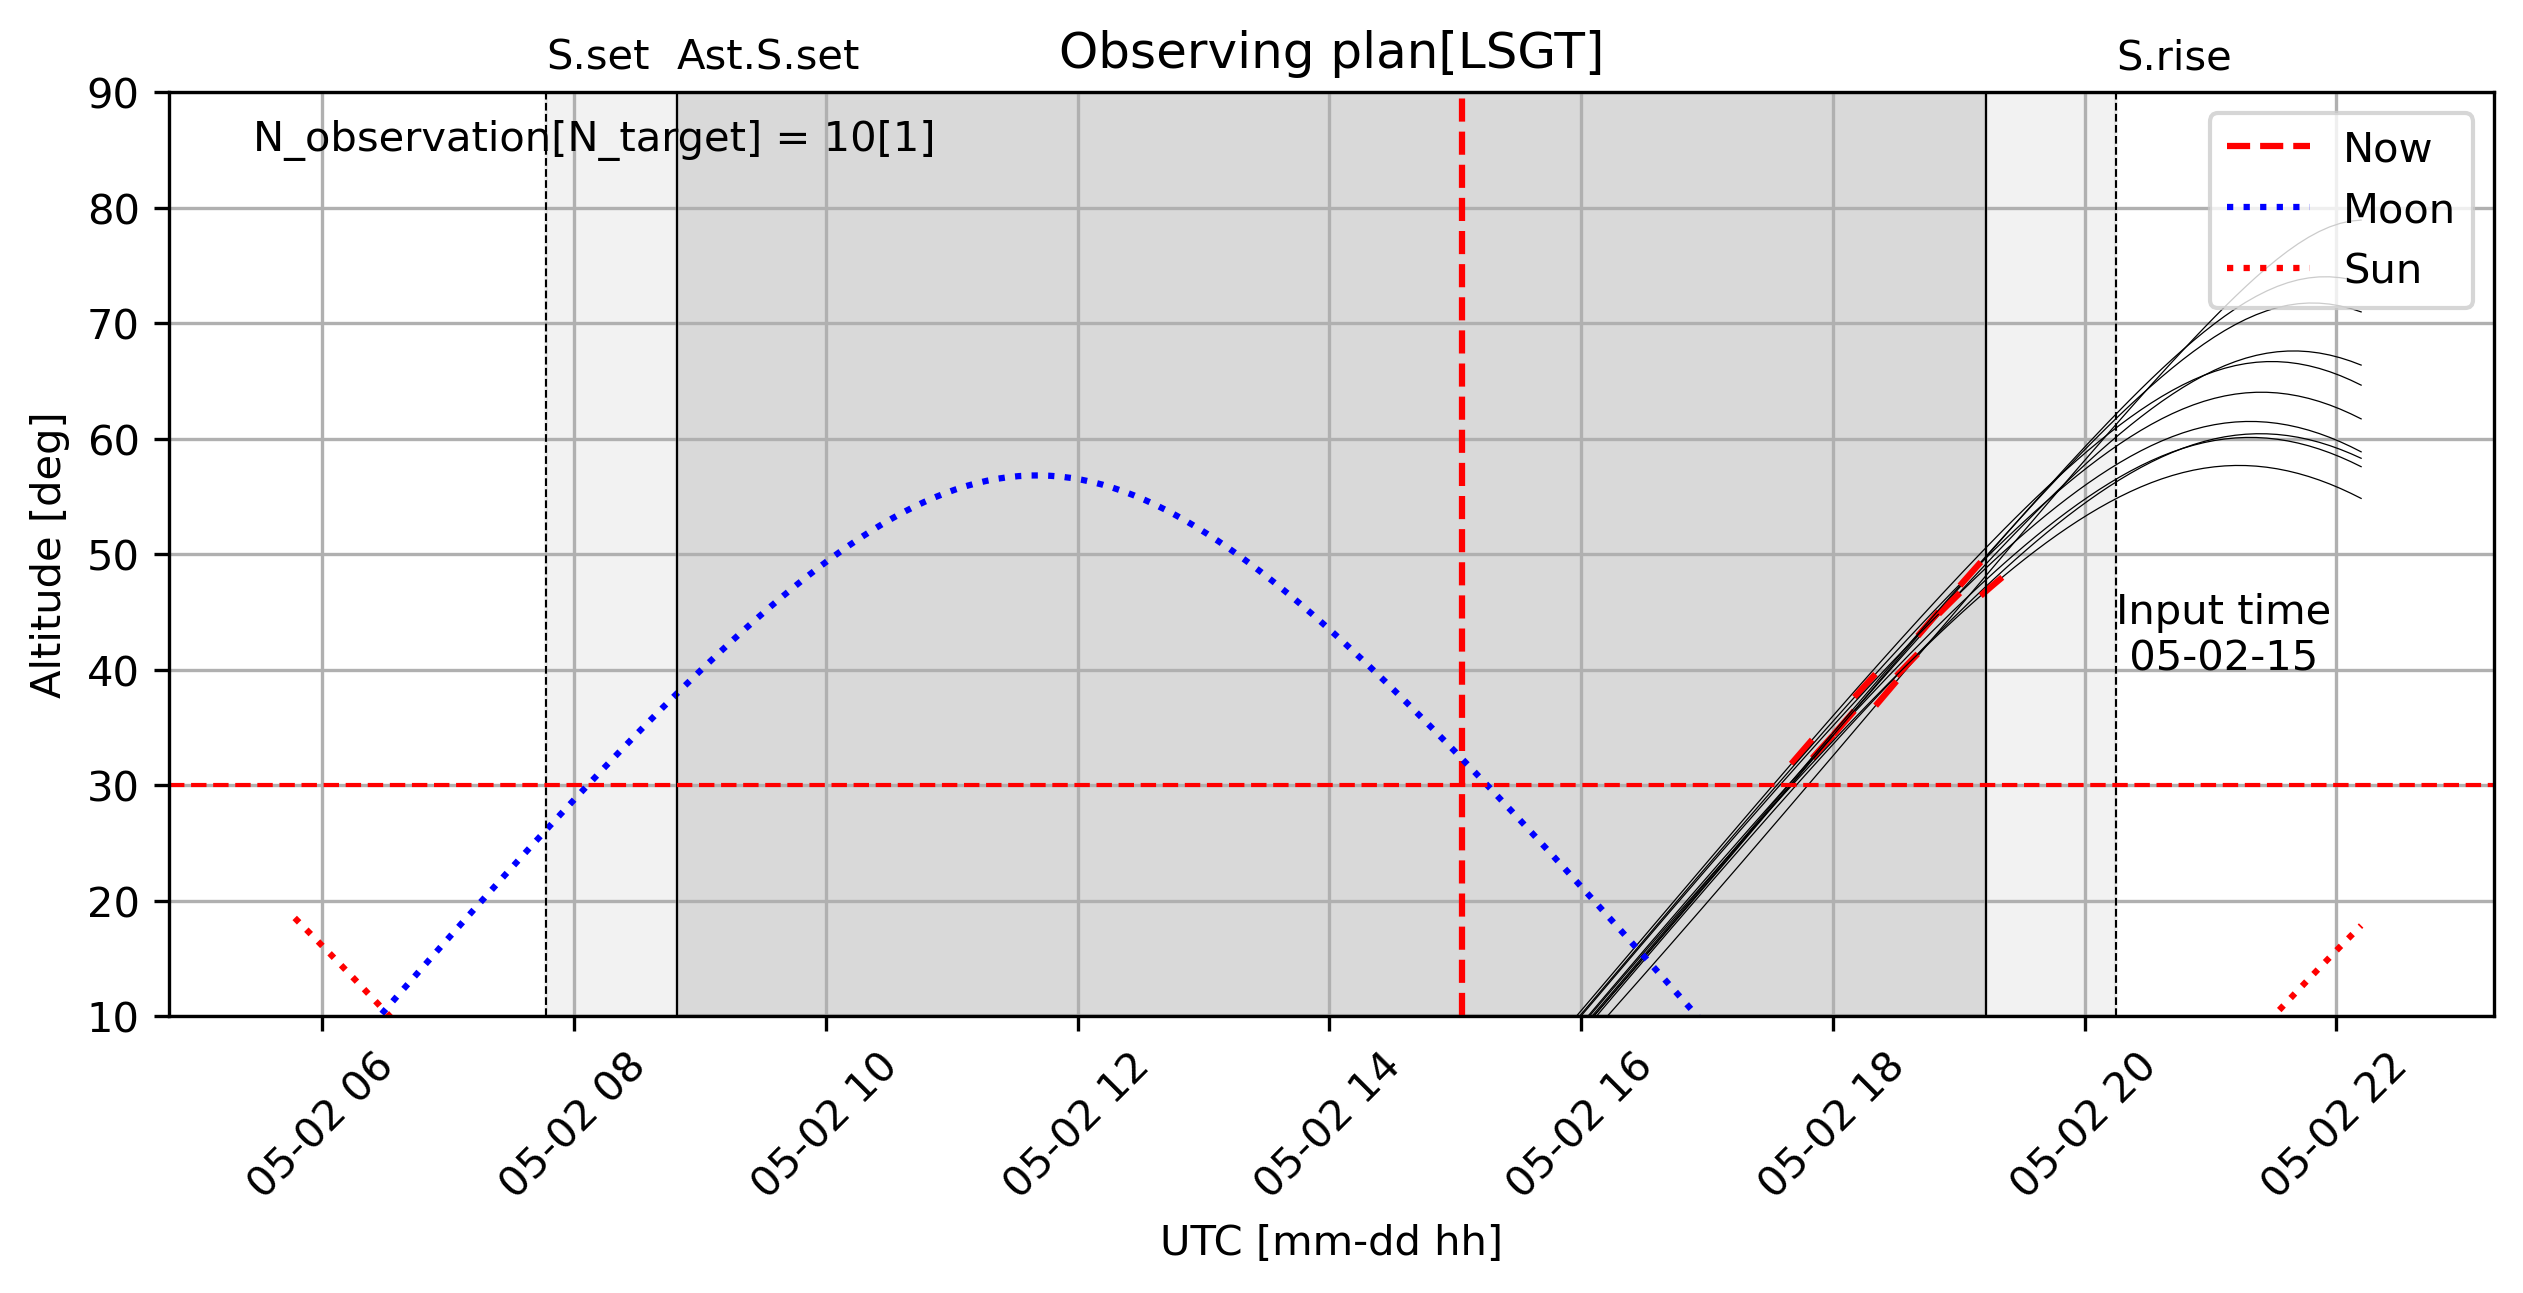 S.set Ast.S.set Observing plan[LSGT] S.rise
N_observation[N_target] = 10[1]
Now
Moon
Sun
90
80
70
60
50
40
30
20
10
Altitude [deg]
Input time
05-02-15
05-02 06
05-02 08
05-02 10
05-02 12
05-02 14
05-02 16
05-02 18
05-02 20
05-02 22
UTC [mm-dd hh]